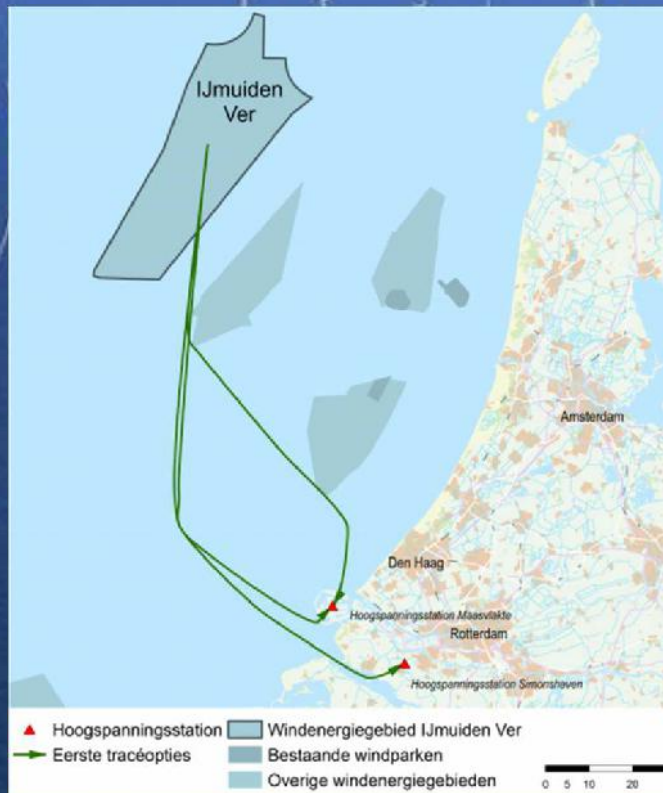 IJmuiden
Ver
Amsterdam
Den Haag
Hoogspanningsstation Maasvlakte
Rotterdam
Hoogspanningsstation Simonshaven
Hoogspanningsstation
Eerste tracéopties
Windenergiegebied IJmuiden Ver
Bestaande windparken
Overige windenergiegebieden
0 5 10 20